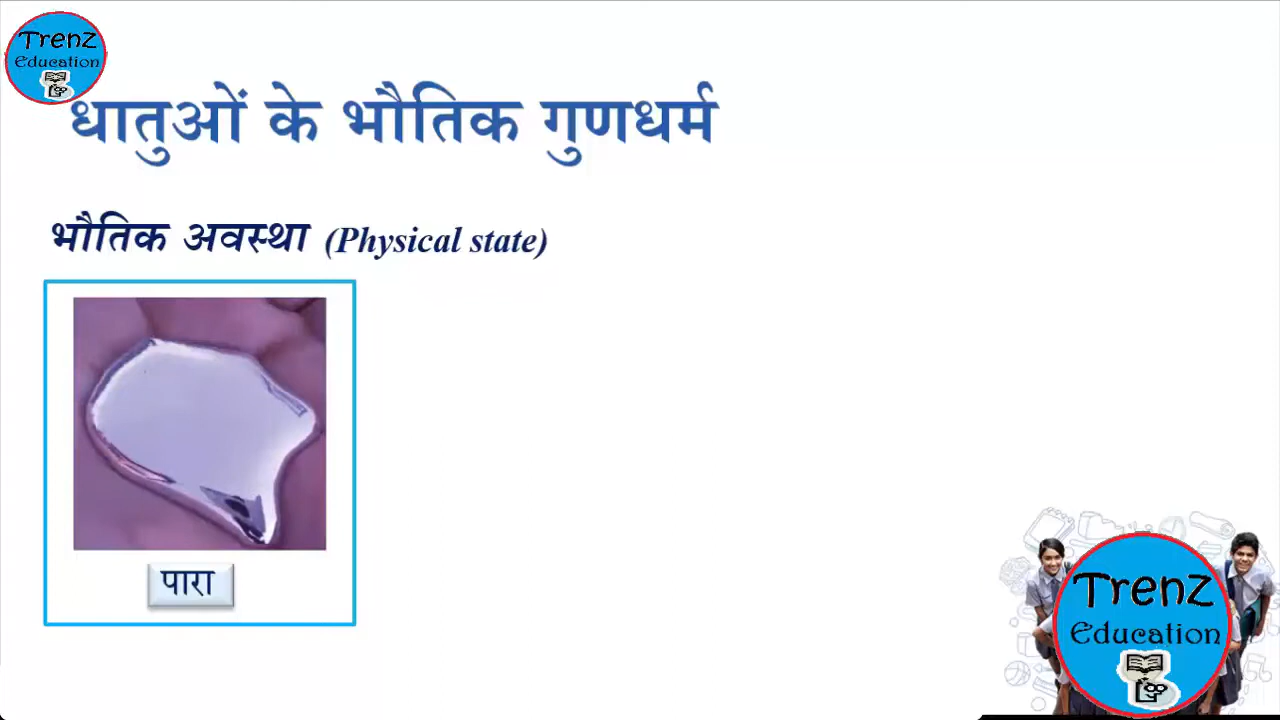 TrenZ
Education
धातुओं के भौतिक गुणधर्म
भौतिक अवस्था (Physical state)
पारा
TrenZ
Education